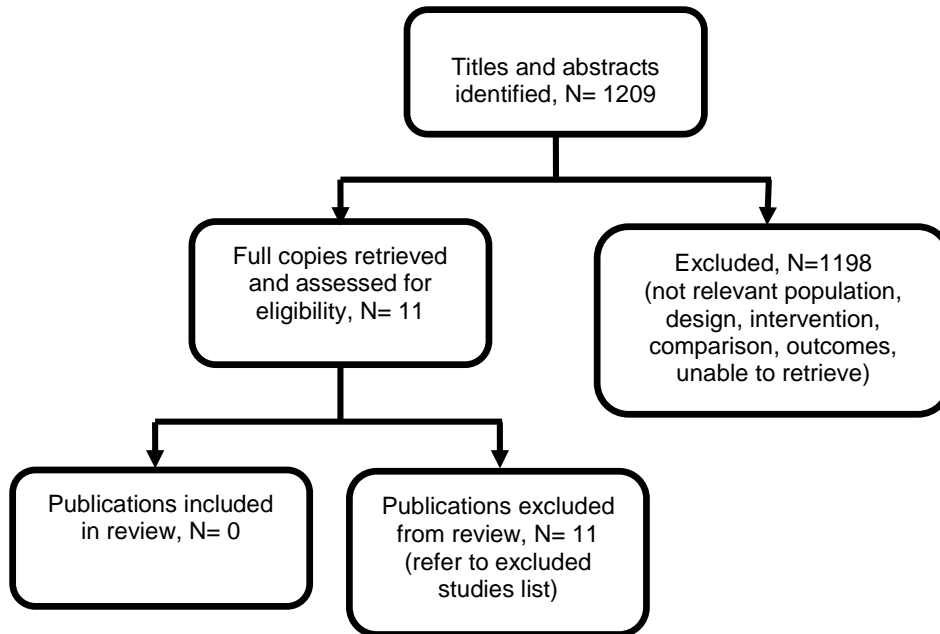 Titles and abstracts
identified, N= 1209
Full copies retrieved
and assessed for
eligibility, N= 11
Excluded, N=1198
(not relevant population,
design, intervention,
comparison, outcomes,
unable to retrieve)
Publications included
in review, N= 0
Publications excluded
from review, N= 11
(refer to excluded
studies list)